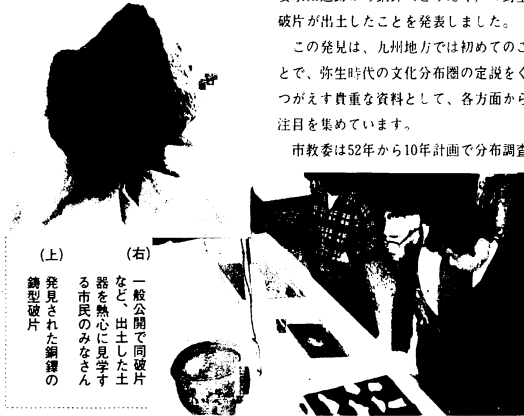 破片が出土したことを発表しました。
この発見は、九州地方では初めてのこ
とで、弥生時代の文化分布圏の定説をく
つがえす貴重な資料として、各方面から
注目を集めています。
市教委は52年から10年計画で分布調査
(右)
一般公開で同破片
など、出土した土
器を熱心に見学す
る市民のみなさん
(上)
発見された銅鐸の
鋳型破片